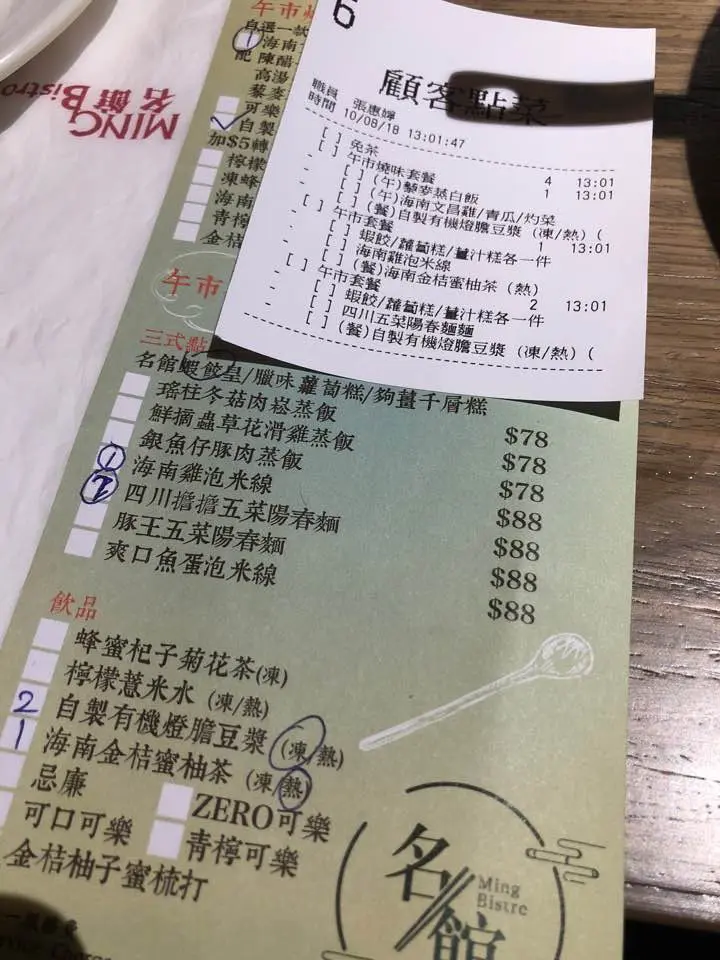 MING
Bistro
名館
午市
自選一款
1
海南
配 陳醋
高湯
藜麥
可樂
自製
加$5轉
檸檬
凍蜂
海南
青檸
金桔
午市
6
顧客點菜
職員 張惠嬋
時間 10/08/18 13:01:47
[ ] 免茶 4 13:01
[ ] 午市燒味套餐 1 13:01
- [ ] (午)藜麥蒸白飯
- [ ] (午)海南文昌雞/青瓜/灼菜
- [ ] (餐)自製有機燈膽豆漿 (凍/熱) (
[ ] 午市套餐 1 13:01
- [ ] 蝦餃/蘿蔔糕/薑汁糕各一件
- [ ] 海南雞泡米線
- [ ] (餐)海南金桔蜜柚茶 (熱)
[ ] 午市套餐 2 13:01
- [ ] 蝦餃/蘿蔔糕/薑汁糕各一件
- [ ] 四川五菜陽春麵麵
- [ ] (餐)自製有機燈膽豆漿 (凍/熱) (
三式點
名館蝦餃皇/臘味蘿蔔糕/夠薑千層糕
瑤柱冬菇肉崧蒸飯 $78
鮮摘蟲草花滑雞蒸飯 $78
銀魚仔豚肉蒸飯 $78
1 海南雞泡米線 $88
2 四川擔擔五菜陽春麵 $88
豚王五菜陽春麵 $88
爽口魚蛋泡米線 $88
飲品
蜂蜜杞子菊花茶(凍)
檸檬薏米水 (凍/熱)
2 自製有機燈膽豆漿 (凍/熱)
1 海南金桔蜜柚茶 (凍/熱)
忌廉 ZERO可樂
可口可樂 青檸可樂
金桔柚子蜜梳打
名館
Ming
Bistro